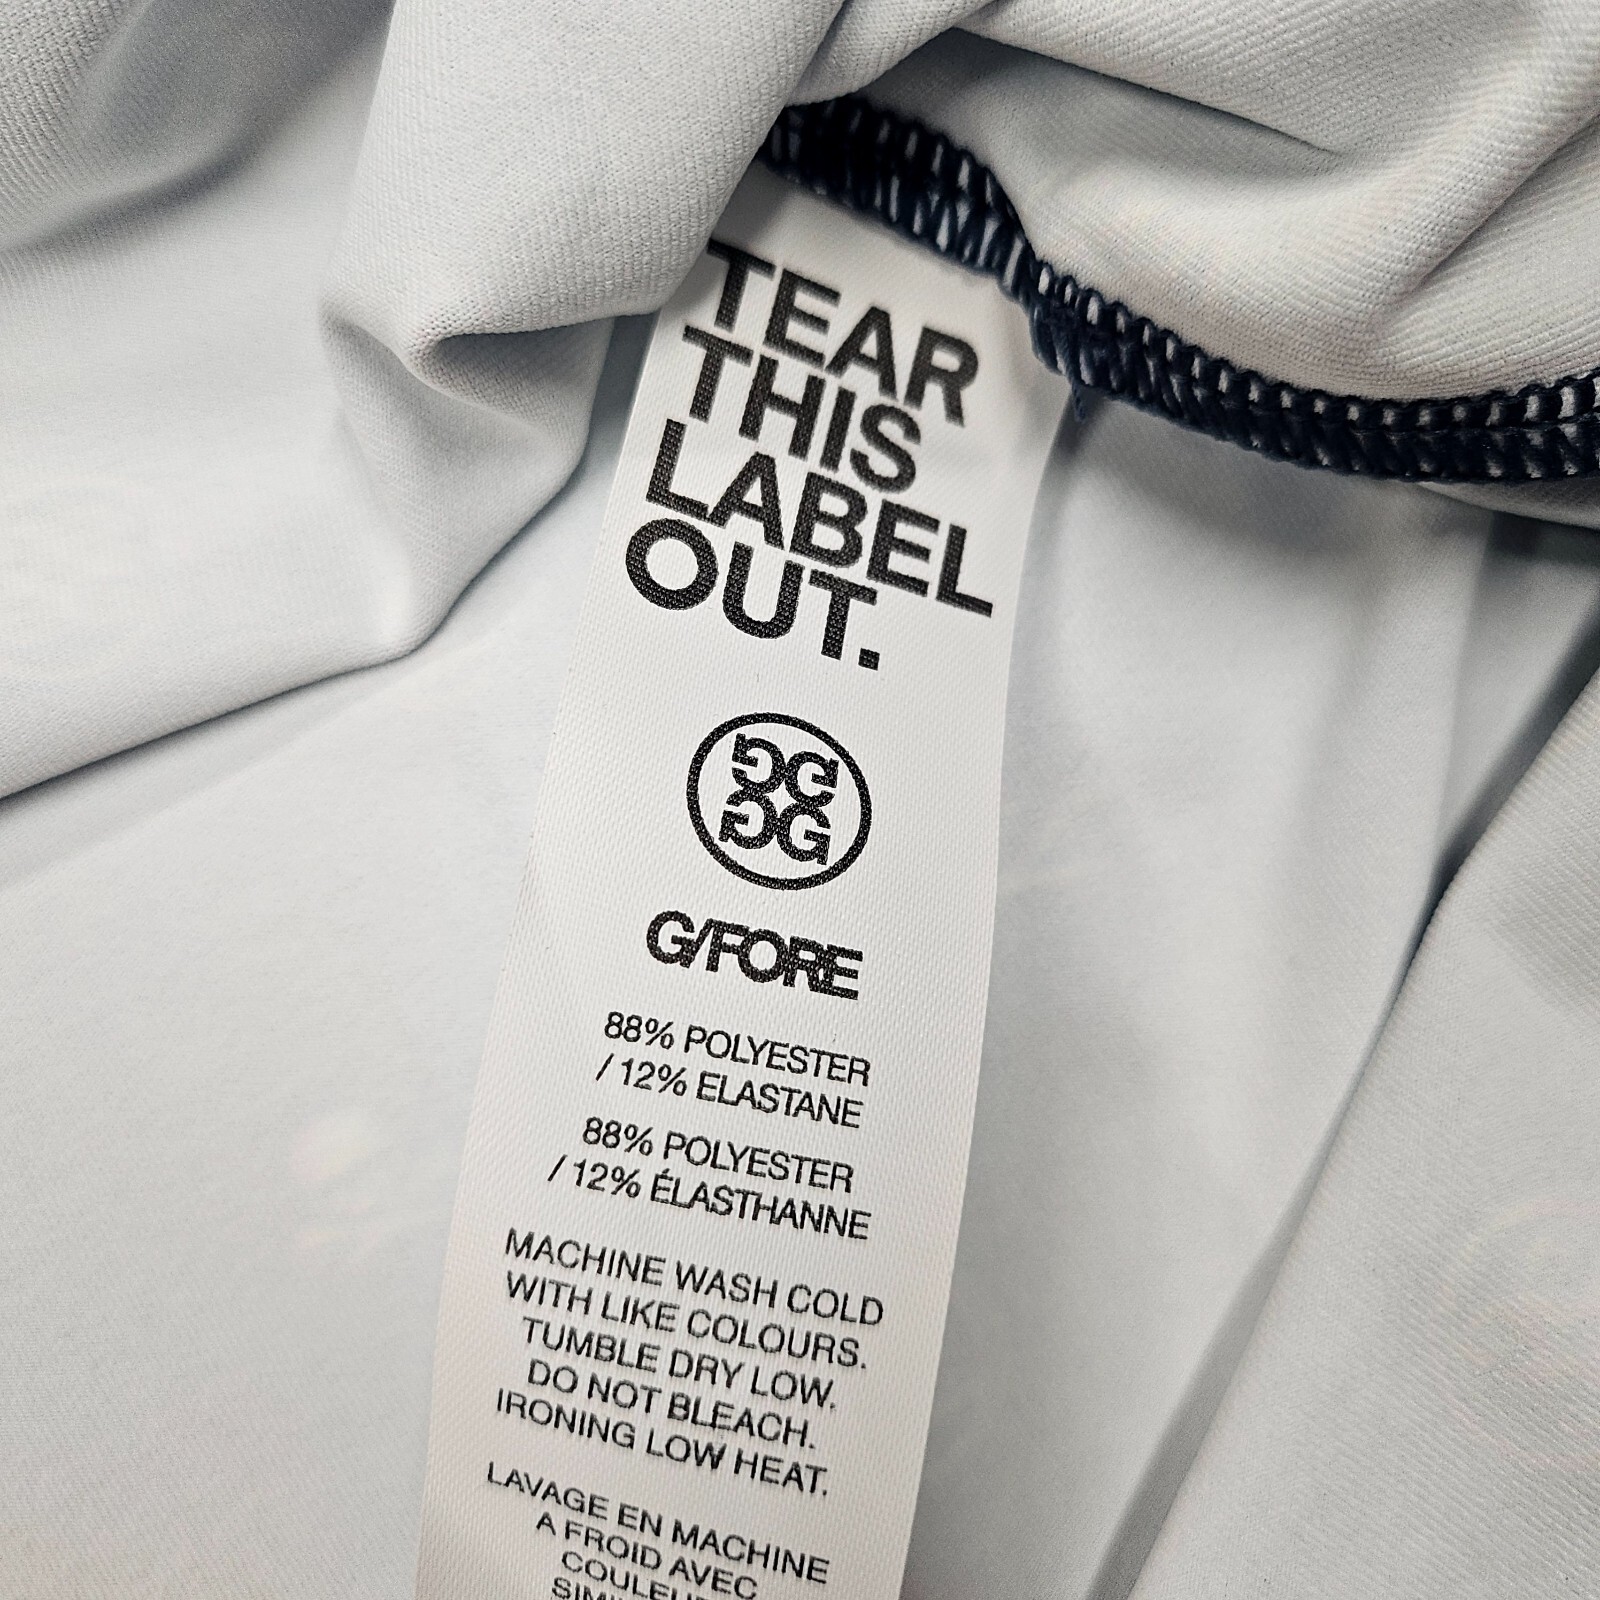 TEAR
THIS
LABEL
OUT.
G/FORE
88% POLYESTER
/ 12% ELASTANE
88% POLYESTER
/ 12% ÉLASTHANNE
MACHINE WASH COLD
WITH LIKE COLOURS.
TUMBLE DRY LOW.
DO NOT BLEACH.
IRONING LOW HEAT.
LAVAGE EN MACHINE
A FROID AVEC